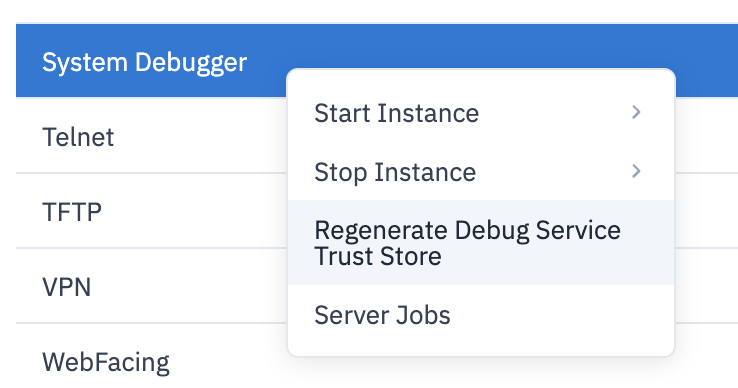 System Debugger
Start Instance
Telnet
Stop Instance
TFTP
Regenerate Debug Service
Trust Store
VPN
Server Jobs
WebFacing